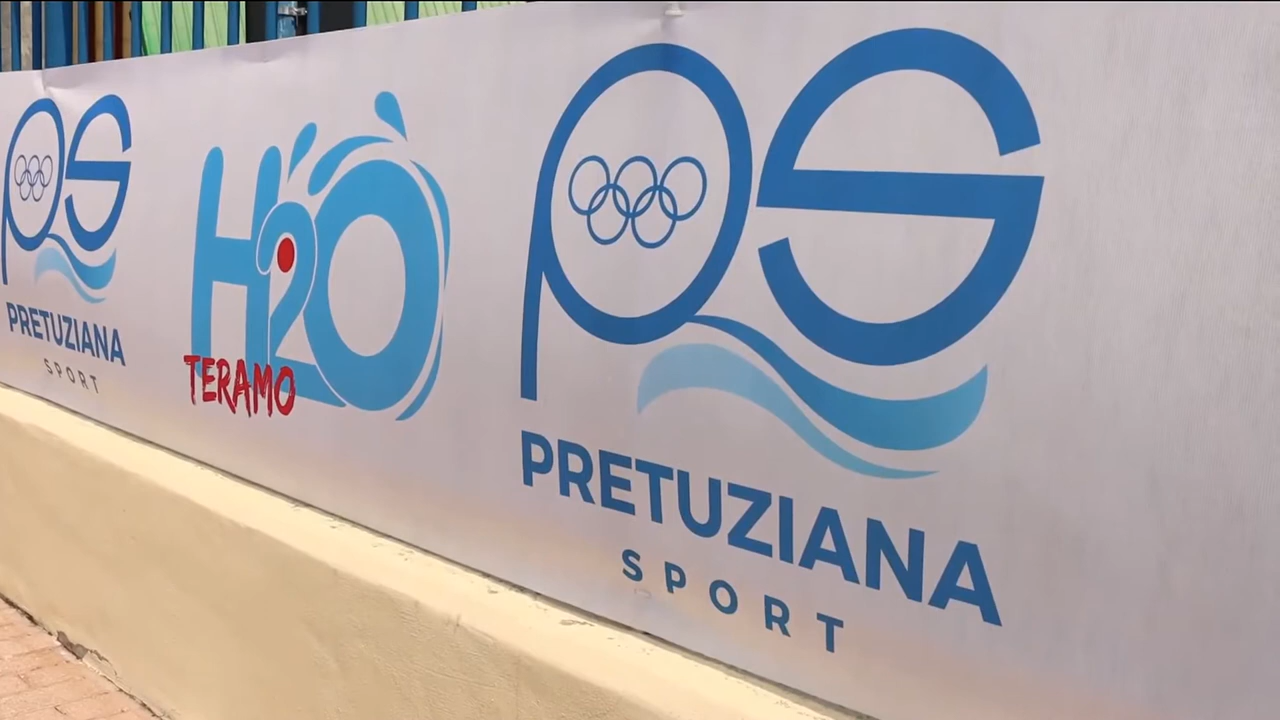 PS
PRETUZIANA
SPORT
H2O
TERAMO
PS
PRETUZIANA
SPORT